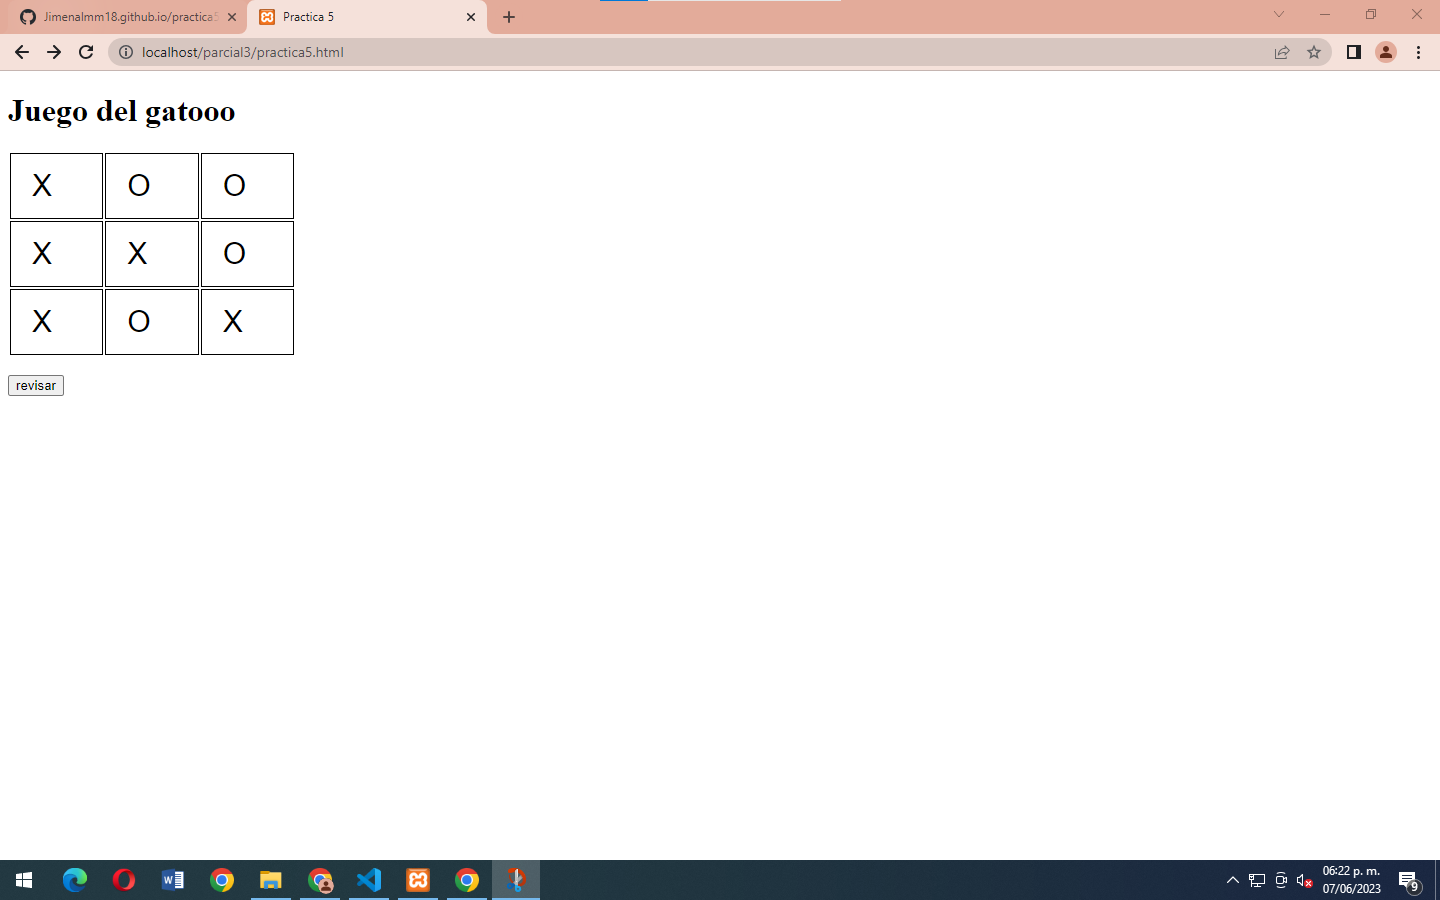 Jimenalmm18.github.io/practica5
Practica 5
localhost/parcial3/practica5.html
Juego del gatooo
X O O
X X O
X O X
revisar
06:22 p. m.
07/06/2023
9